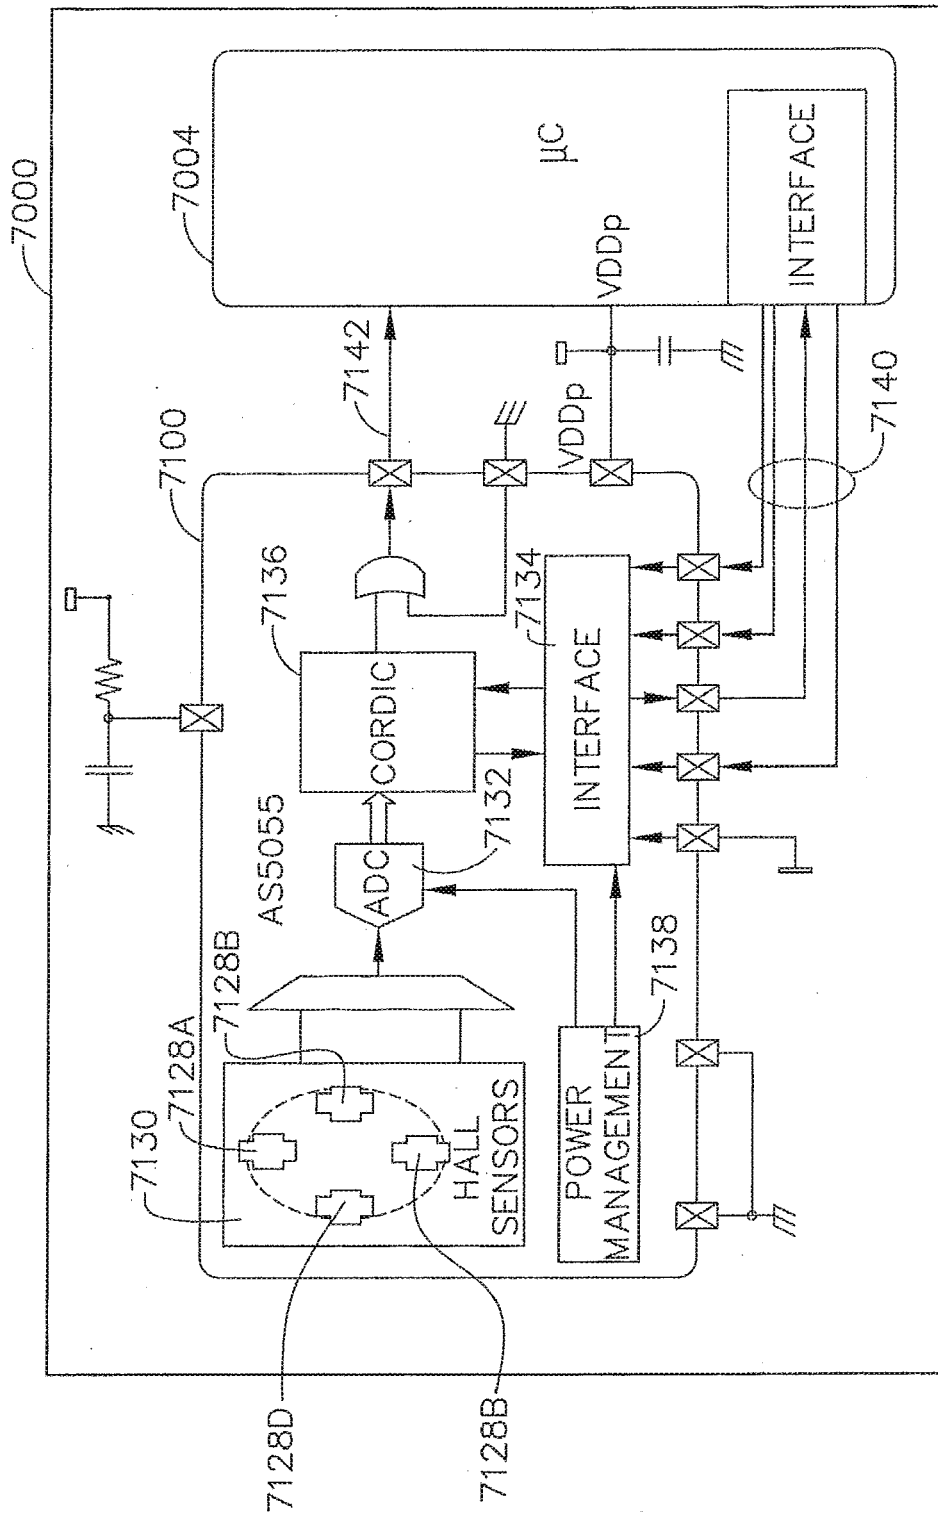 7000
7004
μC
VDDp
INTERFACE
7142
7100
VDDp
7140
7136
CORDIC
7134
INTERFACE
AS5055
ADC
7132
7128B
7128A
7130
HALL
SENSORS
POWER
MANAGEMENT
7138
7128D
7128B